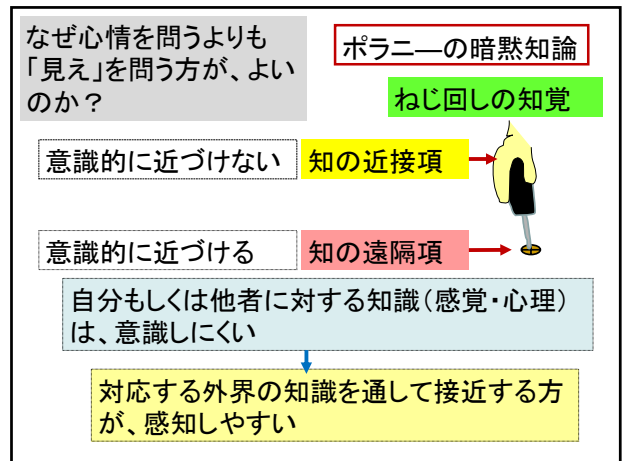 なぜ心情を問うよりも
「見え」を問う方が、よい
のか？
ポラニ―の暗黙知論
ねじ回しの知覚
意識的に近づけない
知の近接項
意識的に近づける
知の遠隔項
自分もしくは他者に対する知識（感覚・心理）
は、意識しにくい
対応する外界の知識を通して接近する方
が、感知しやすい